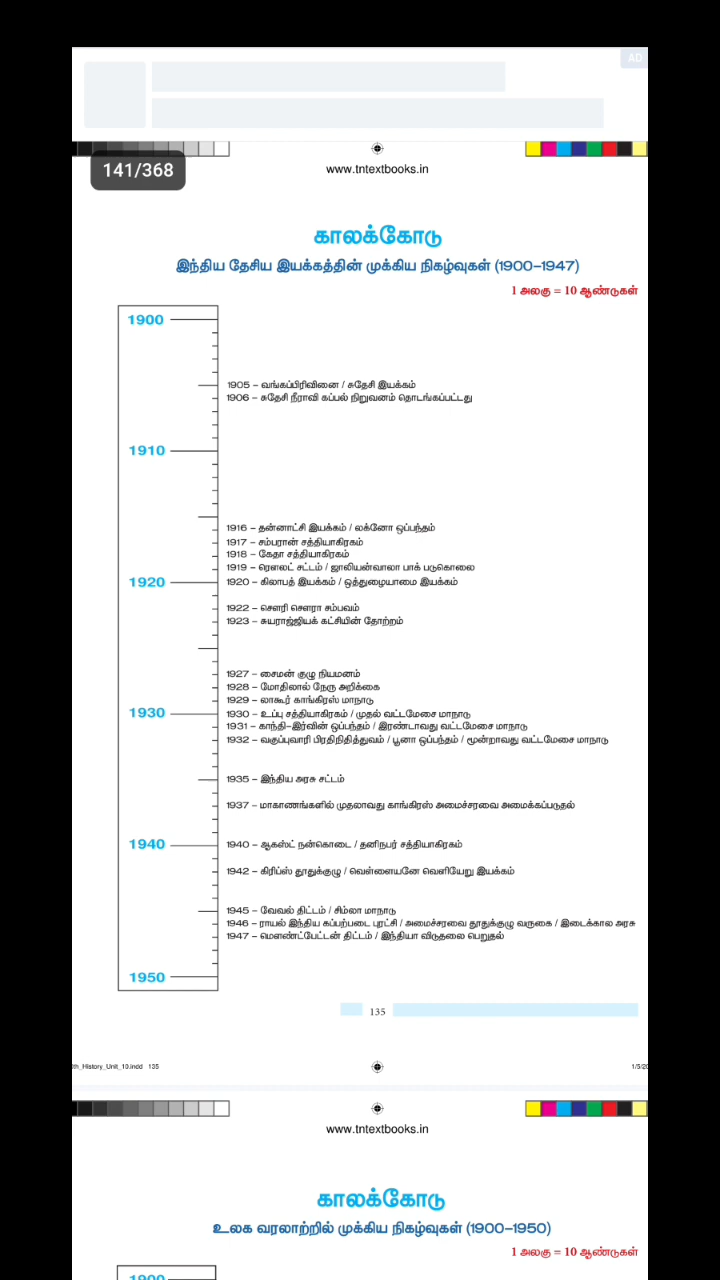 AD
141/368
www.tntextbooks.in
காலக்கோடு
இந்திய தேசிய இயக்கத்தின் முக்கிய நிகழ்வுகள் (1900–1947)
1 அலகு = 10 ஆண்டுகள்
1900
1905 – வங்கப்பிரிவினை / சுதேசி இயக்கம்
1906 – சுதேசி நீராவி கப்பல் நிறுவனம் தொடங்கப்பட்டது
1910
1916 – தன்னாட்சி இயக்கம் / லக்னோ ஒப்பந்தம்
1917 – சம்பரான் சத்தியாகிரகம்
1918 – கேதா சத்தியாகிரகம்
1919 – ரௌலட் சட்டம் / ஜாலியன்வாலா பாக் படுகொலை
1920
1920 – கிலாபத் இயக்கம் / ஒத்துழையாமை இயக்கம்
1922 – சௌரி சௌரா சம்பவம்
1923 – சுயராஜ்ஜியக் கட்சியின் தோற்றம்
1927 – சைமன் குழு நியமனம்
1928 – மோதிலால் நேரு அறிக்கை
1929 – லாகூர் காங்கிரஸ் மாநாடு
1930
1930 – உப்பு சத்தியாகிரகம் / முதல் வட்டமேசை மாநாடு
1931 – காந்தி–இர்வின் ஒப்பந்தம் / இரண்டாவது வட்டமேசை மாநாடு
1932 – வகுப்புவாரி பிரதிநிதித்துவம் / பூனா ஒப்பந்தம் / மூன்றாவது வட்டமேசை மாநாடு
1935 – இந்திய அரசு சட்டம்
1937 – மாகாணங்களில் முதலாவது காங்கிரஸ் அமைச்சரவை அமைக்கப்படுதல்
1940
1940 – ஆகஸ்ட் நன்கொடை / தனிநபர் சத்தியாகிரகம்
1942 – கிரிப்ஸ் தூதுக்குழு / வெள்ளையனே வெளியேறு இயக்கம்
1945 – வேவல் திட்டம் / சிம்லா மாநாடு
1946 – ராயல் இந்திய கப்பற்படை புரட்சி / அமைச்சரவை தூதுக்குழு வருகை / இடைக்கால அரசு
1947 – மௌண்ட்பேட்டன் திட்டம் / இந்தியா விடுதலை பெறுதல்
1950
135
th_History_Unit_10.indd 135
1/5/20
www.tntextbooks.in
காலக்கோடு
உலக வரலாற்றில் முக்கிய நிகழ்வுகள் (1900–1950)
1 அலகு = 10 ஆண்டுகள்
1900